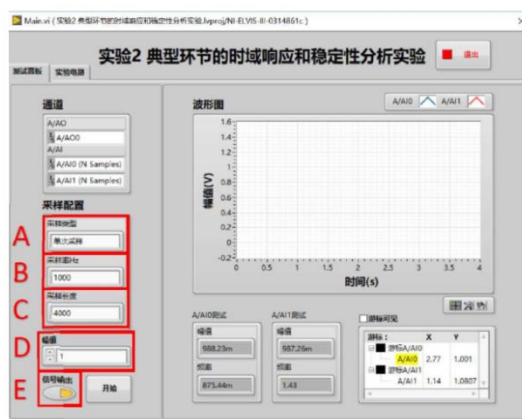 Main.vi ( 实验2 典型环节的时域响应和稳定性分析实验.lvproj/NI-ELVIS-III-0314861c )
实验2 典型环节的时域响应和稳定性分析实验
退出
测试面板 实验电路
通道
A/AO
A/AO0
A/AI
A/AI0 (N Samples)
A/AI1 (N Samples)
采样配置
A
采样类型
单次采样
B
采样率Hz
1000
C
采样长度
4000
D
幅值
1
E
信号输出
开始
波形图
A/AI0 A/AI1
幅值(V)
1.6
1.4
1.2
1
0.8
0.6
0.4
0.2
0
-0.2
0 0.5 1 1.5 2 2.5 3 3.5 4
时间(s)
A/AI0测试
幅值
988.23m
频率
875.44m
A/AI1测试
幅值
987.26m
频率
1.43
游标可见
游标: X Y
游标A/AI0
A/AI0 2.77 1.001
游标A/AI1
A/AI1 1.14 1.0807